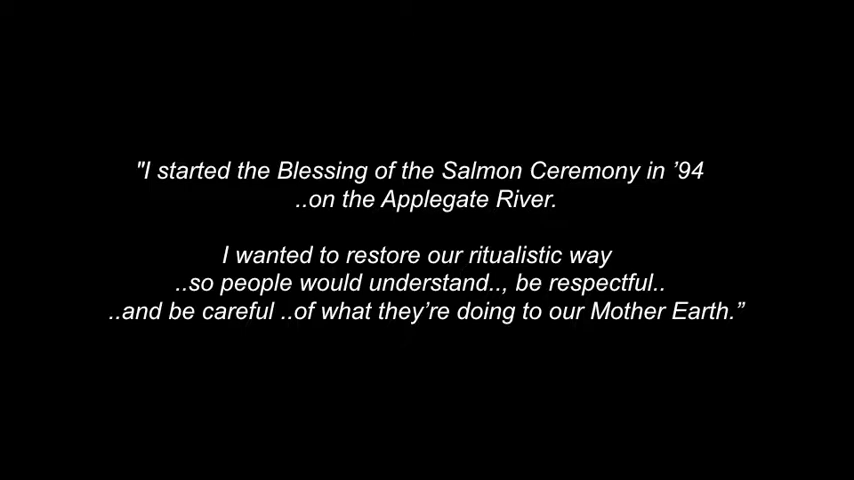 "I started the Blessing of the Salmon Ceremony in ’94
..on the Applegate River.
I wanted to restore our ritualistic way
..so people would understand.., be respectful..
..and be careful ..of what they’re doing to our Mother Earth.”